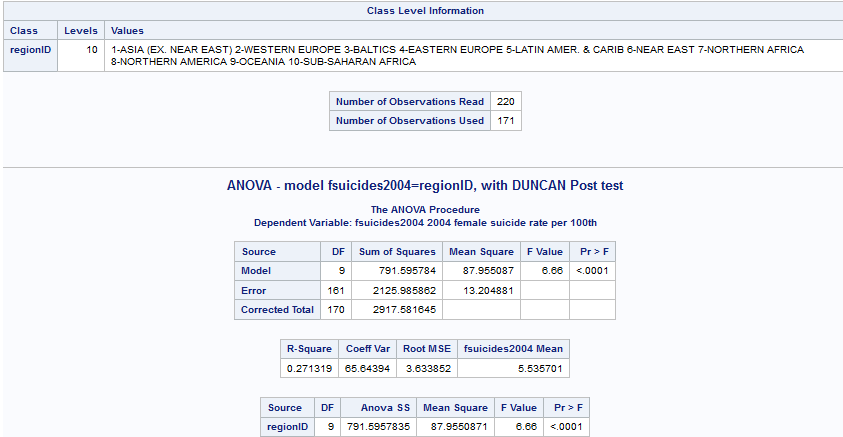 Class Level Information
Class Levels Values
regionID 10 1-ASIA (EX. NEAR EAST) 2-WESTERN EUROPE 3-BALTICS 4-EASTERN EUROPE 5-LATIN AMER. & CARIB 6-NEAR EAST 7-NORTHERN AFRICA
8-NORTHERN AMERICA 9-OCEANIA 10-SUB-SAHARAN AFRICA
Number of Observations Read 220
Number of Observations Used 171
ANOVA - model fsuicides2004=regionID, with DUNCAN Post test
The ANOVA Procedure
Dependent Variable: fsuicides2004 2004 female suicide rate per 100th
Source DF Sum of Squares Mean Square F Value Pr > F
Model 9 791.595784 87.955087 6.66 <.0001
Error 161 2125.985862 13.204881
Corrected Total 170 2917.581645
R-Square Coeff Var Root MSE fsuicides2004 Mean
0.271319 65.64394 3.633852 5.535701
Source DF Anova SS Mean Square F Value Pr > F
regionID 9 791.5957835 87.9550871 6.66 <.0001